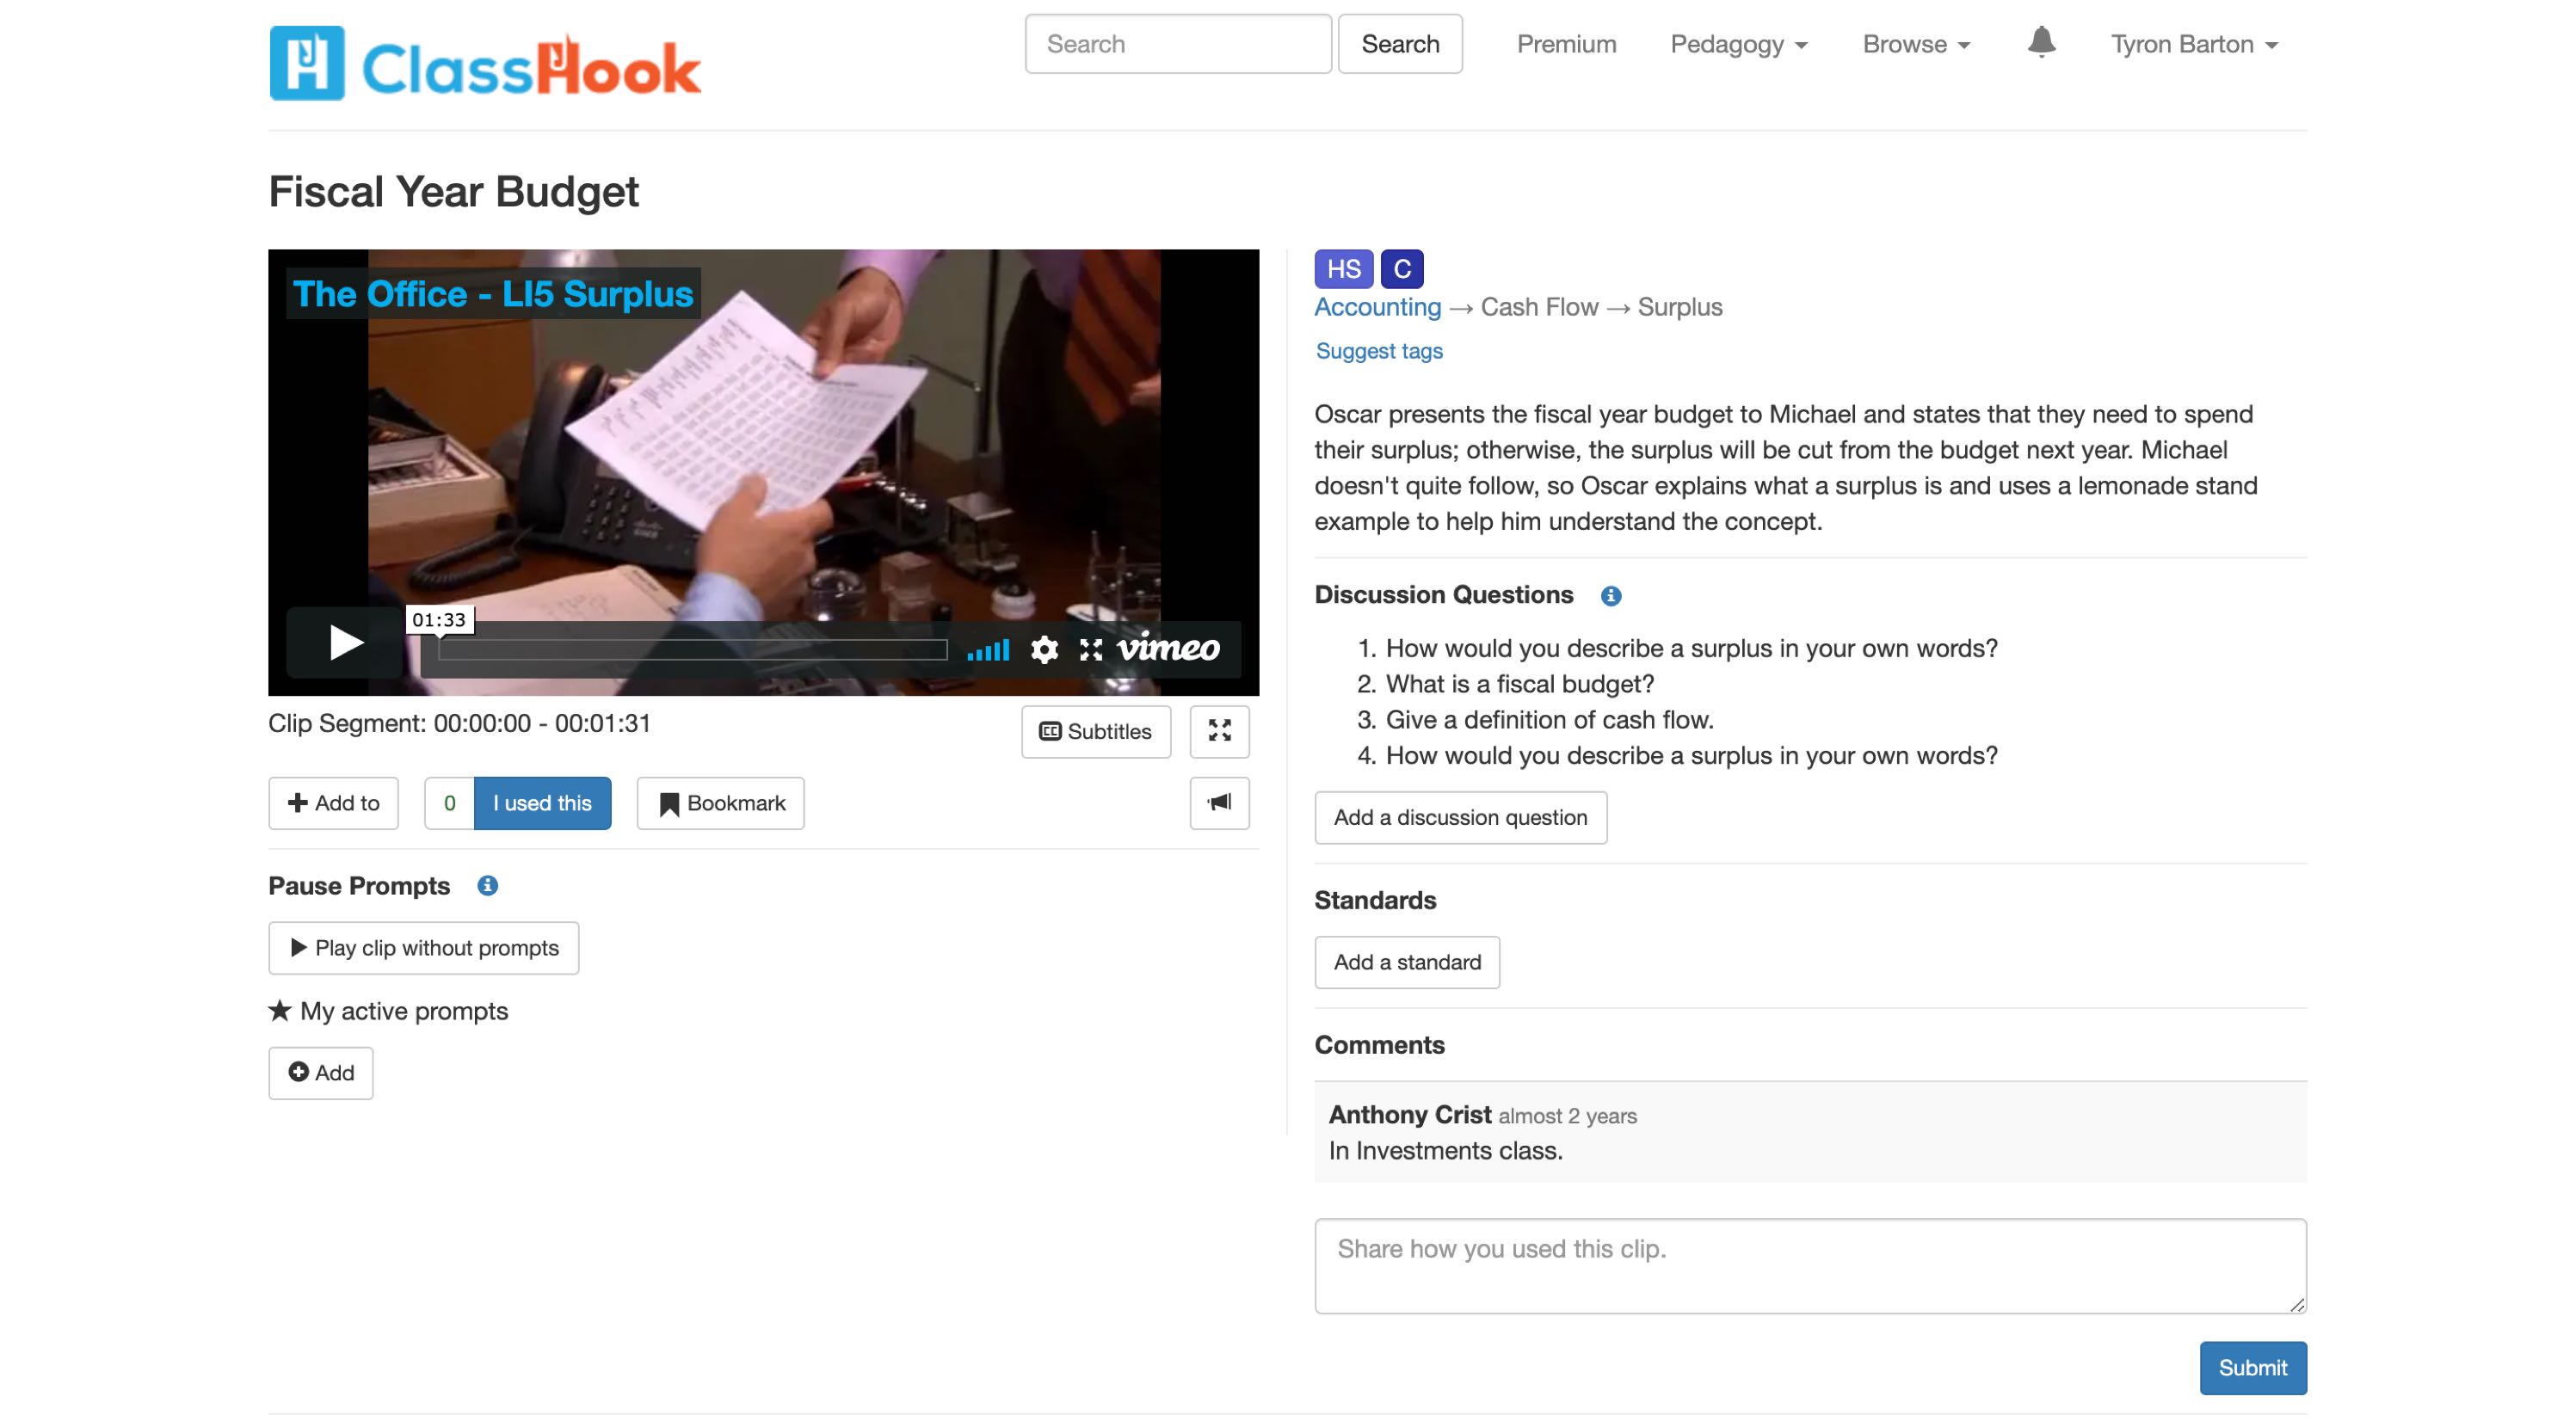 ClassHook
Search
Search
Premium
Pedagogy
Browse
Tyron Barton
Fiscal Year Budget
The Office - LI5 Surplus
01:33
vimeo
Clip Segment: 00:00:00 - 00:01:31
CC Subtitles
Add to
0
I used this
Bookmark
Pause Prompts
Play clip without prompts
My active prompts
Add
HS C
Accounting → Cash Flow → Surplus
Suggest tags
Oscar presents the fiscal year budget to Michael and states that they need to spend
their surplus; otherwise, the surplus will be cut from the budget next year. Michael
doesn't quite follow, so Oscar explains what a surplus is and uses a lemonade stand
example to help him understand the concept.
Discussion Questions
1. How would you describe a surplus in your own words?
2. What is a fiscal budget?
3. Give a definition of cash flow.
4. How would you describe a surplus in your own words?
Add a discussion question
Standards
Add a standard
Comments
Anthony Crist almost 2 years
In Investments class.
Share how you used this clip.
Submit